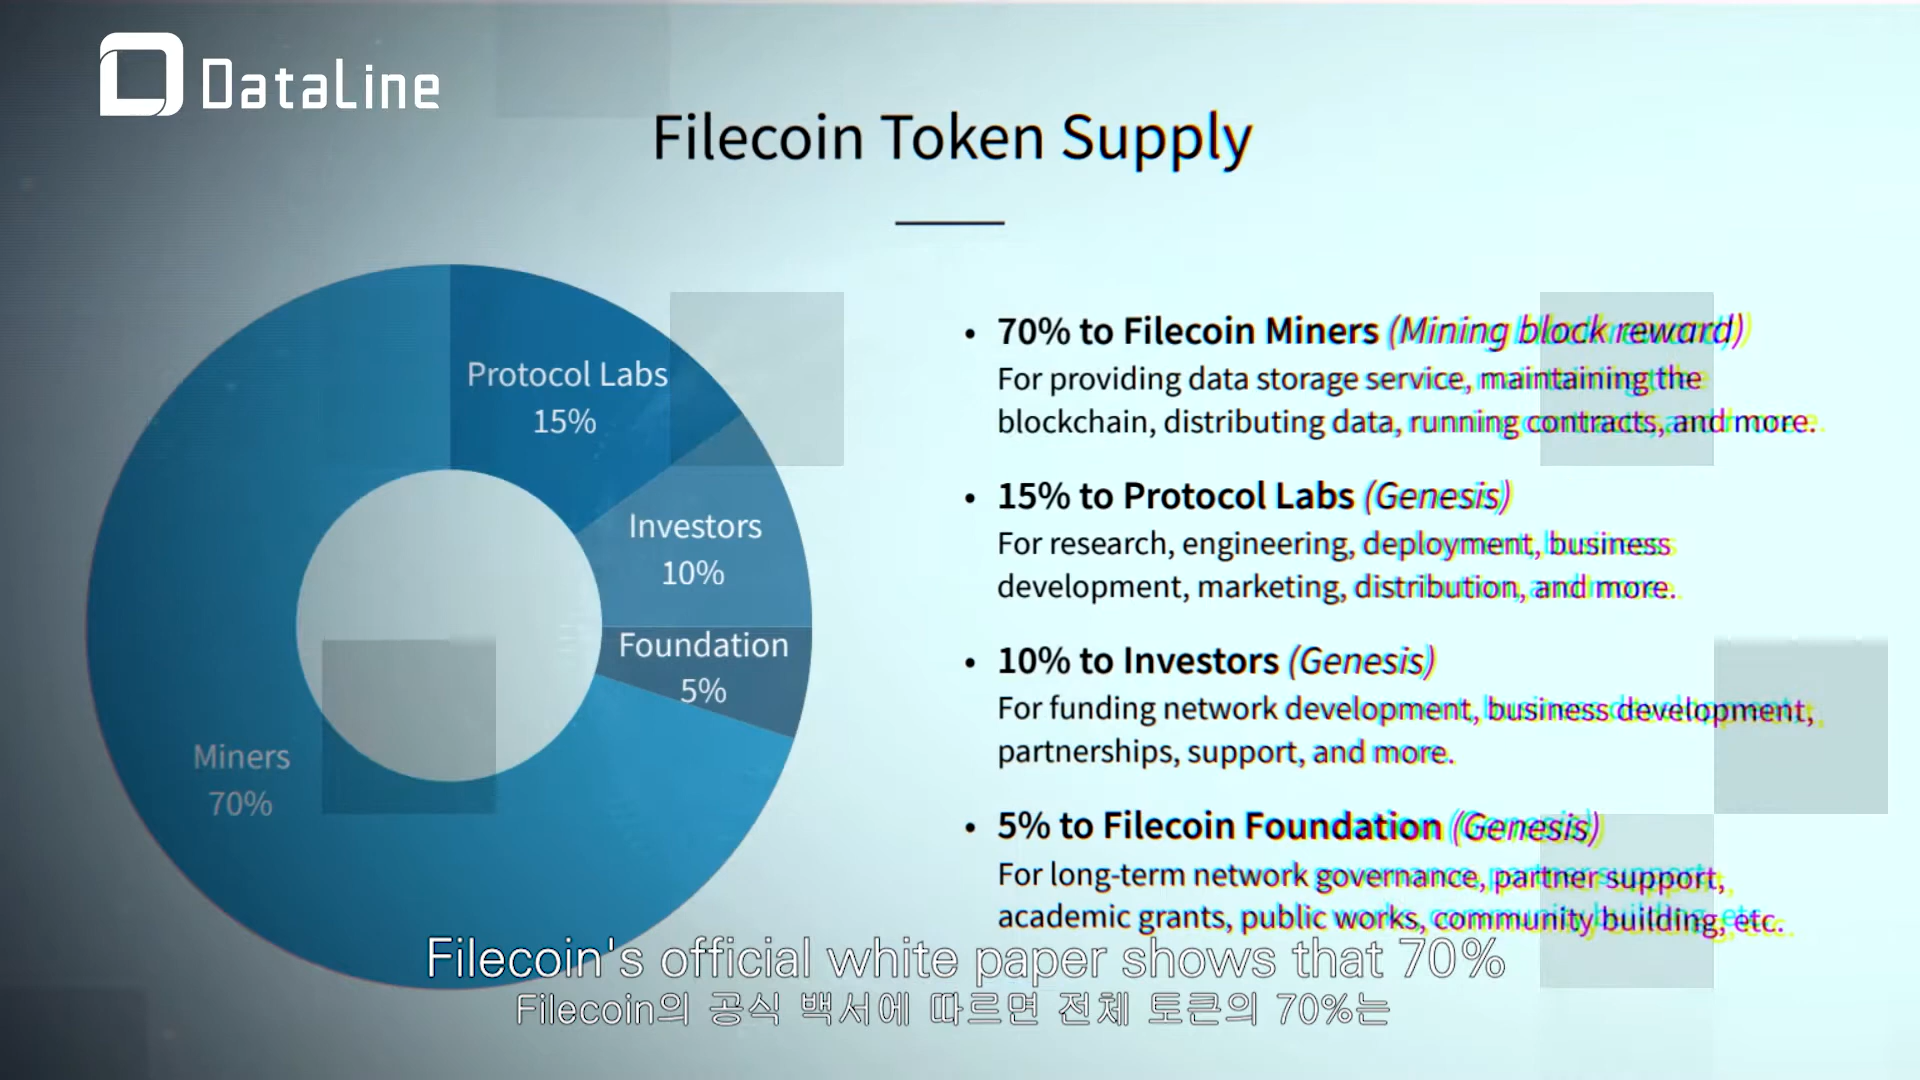 DataLine
Filecoin Token Supply
Protocol Labs
15%
Investors
10%
Foundation
5%
Miners
70%
• 70% to Filecoin Miners (Mining block reward)
For providing data storage service, maintaining the
blockchain, distributing data, running contracts, and more.
• 15% to Protocol Labs (Genesis)
For research, engineering, deployment, business
development, marketing, distribution, and more.
• 10% to Investors (Genesis)
For funding network development, business development,
partnerships, support, and more.
• 5% to Filecoin Foundation (Genesis)
For long-term network governance, partner support,
academic grants, public works, community building, etc.
Filecoin's official white paper shows that 70%
Filecoin의 공식 백서에 따르면 전체 토큰의 70%는